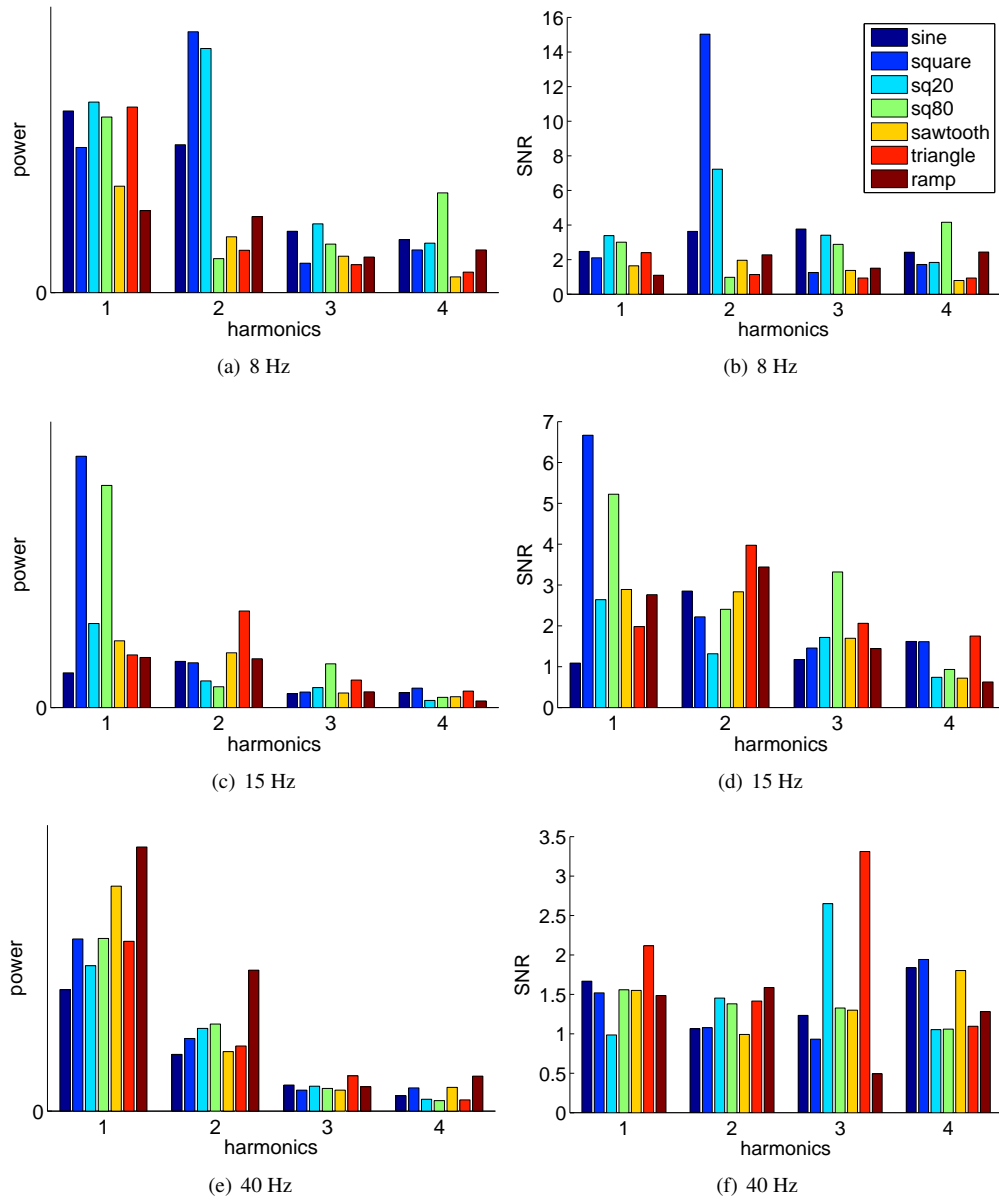 power
0
1
2
3
4
harmonics
(a) 8 Hz
SNR
16
14
12
10
8
6
4
2
0
1
2
3
4
harmonics
sine
square
sq20
sq80
sawtooth
triangle
ramp
(b) 8 Hz
power
0
1
2
3
4
harmonics
(c) 15 Hz
SNR
7
6
5
4
3
2
1
0
1
2
3
4
harmonics
(d) 15 Hz
power
0
1
2
3
4
harmonics
(e) 40 Hz
SNR
3.5
3
2.5
2
1.5
1
0.5
0
1
2
3
4
harmonics
(f) 40 Hz